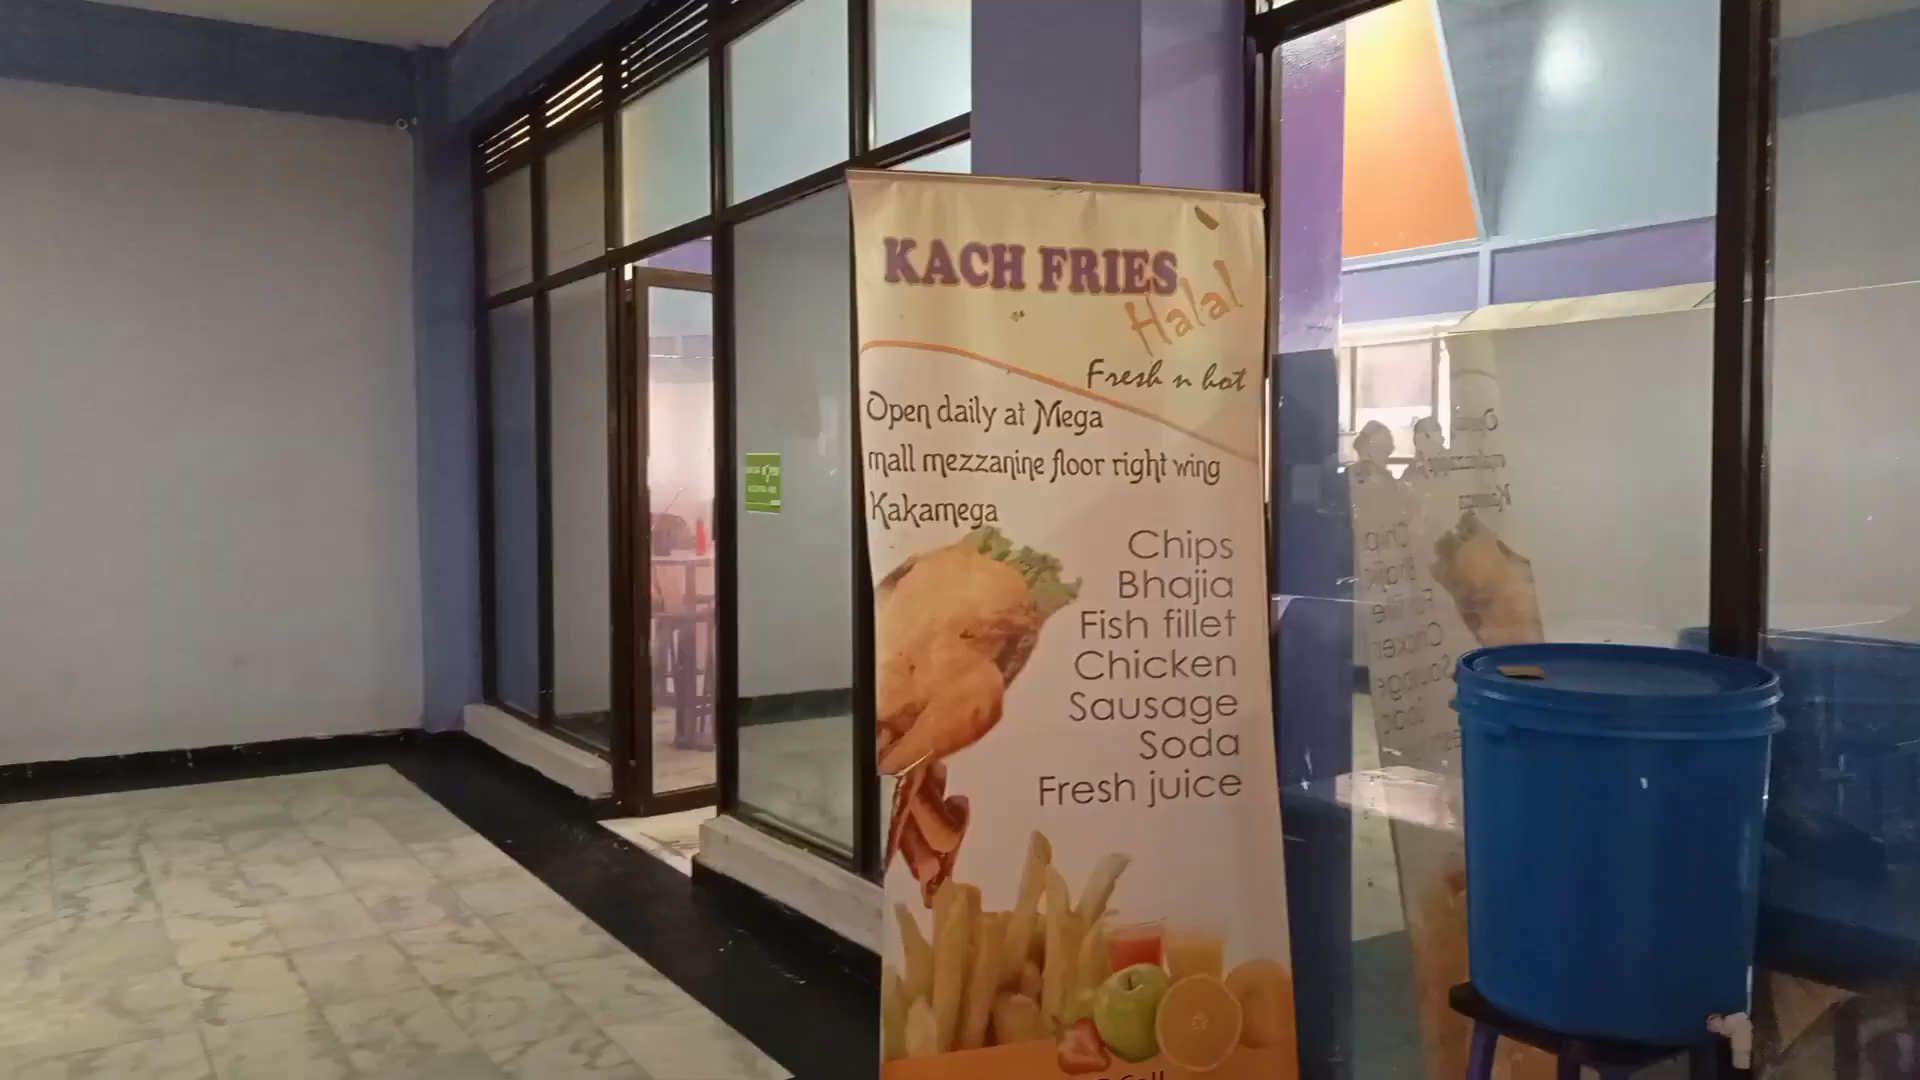 KACH FRIES
Halal
Fresh n hot
Open daily at Mega
mall mezzanine floor right wing
Kakamega
Chips
Bhajia
Fish fillet
Chicken
Sausage
Soda
Fresh juice